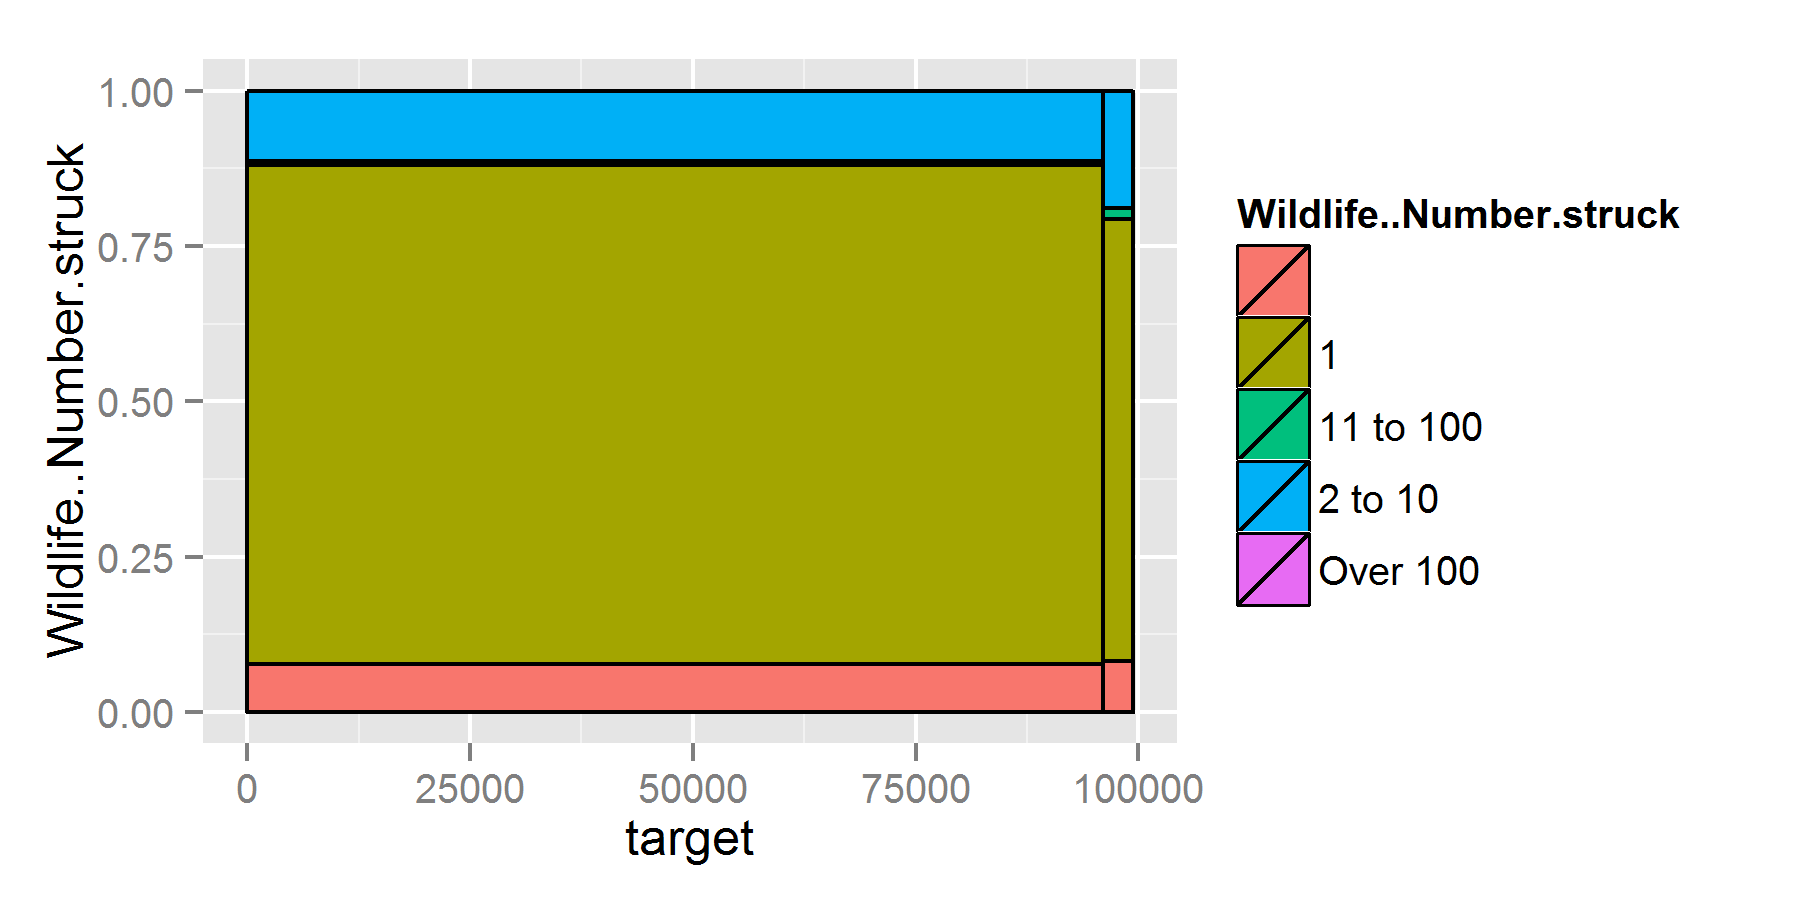 Wildlife..Number.struck
1.00
0.75
0.50
0.25
0.00
0 25000 50000 75000 100000
target
Wildlife..Number.struck
1
11 to 100
2 to 10
Over 100